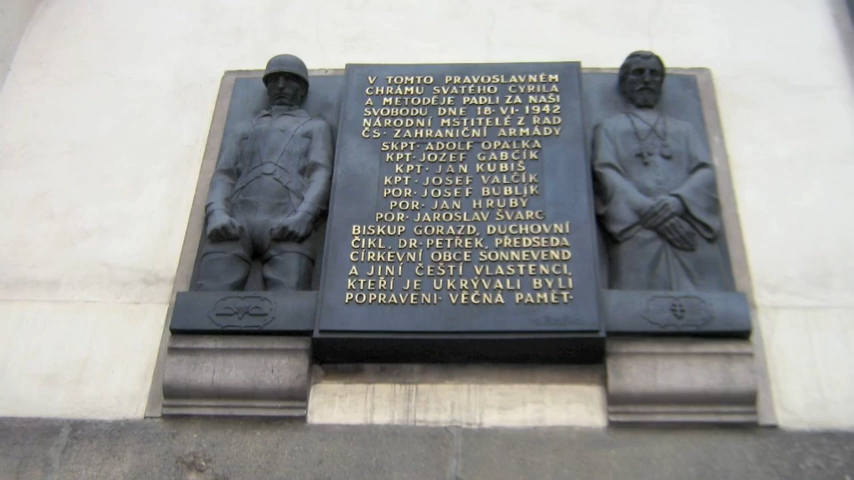 V TOMTO PRAVOSLAVNÉM
CHRÁMU SVATÉHO CYRILA
A METODĚJE PADLI ZA NAŠI
SVOBODU DNE 18·VI·1942
NÁRODNÍ MSTITELÉ Z ŘAD
ČS· ZAHRANIČNÍ ARMÁDY
SKPT· ADOLF OPÁLKA
KPT· JOZEF GABČÍK
KPT· JAN KUBIŠ
KPT· JOSEF VALČÍK
POR· JOSEF BUBLÍK
POR· JAN HRUBÝ
POR· JAROSLAV ŠVARC
BISKUP GORAZD, DUCHOVNÍ
ČIKL, DR· PETŘEK, PŘEDSEDA
CÍRKEVNÍ OBCE SONNEVEND
A JINÍ ČEŠTÍ VLASTENCI,
KTEŘÍ JE UKRÝVALI BYLI
POPRAVENI· VĚČNÁ PAMĚT·